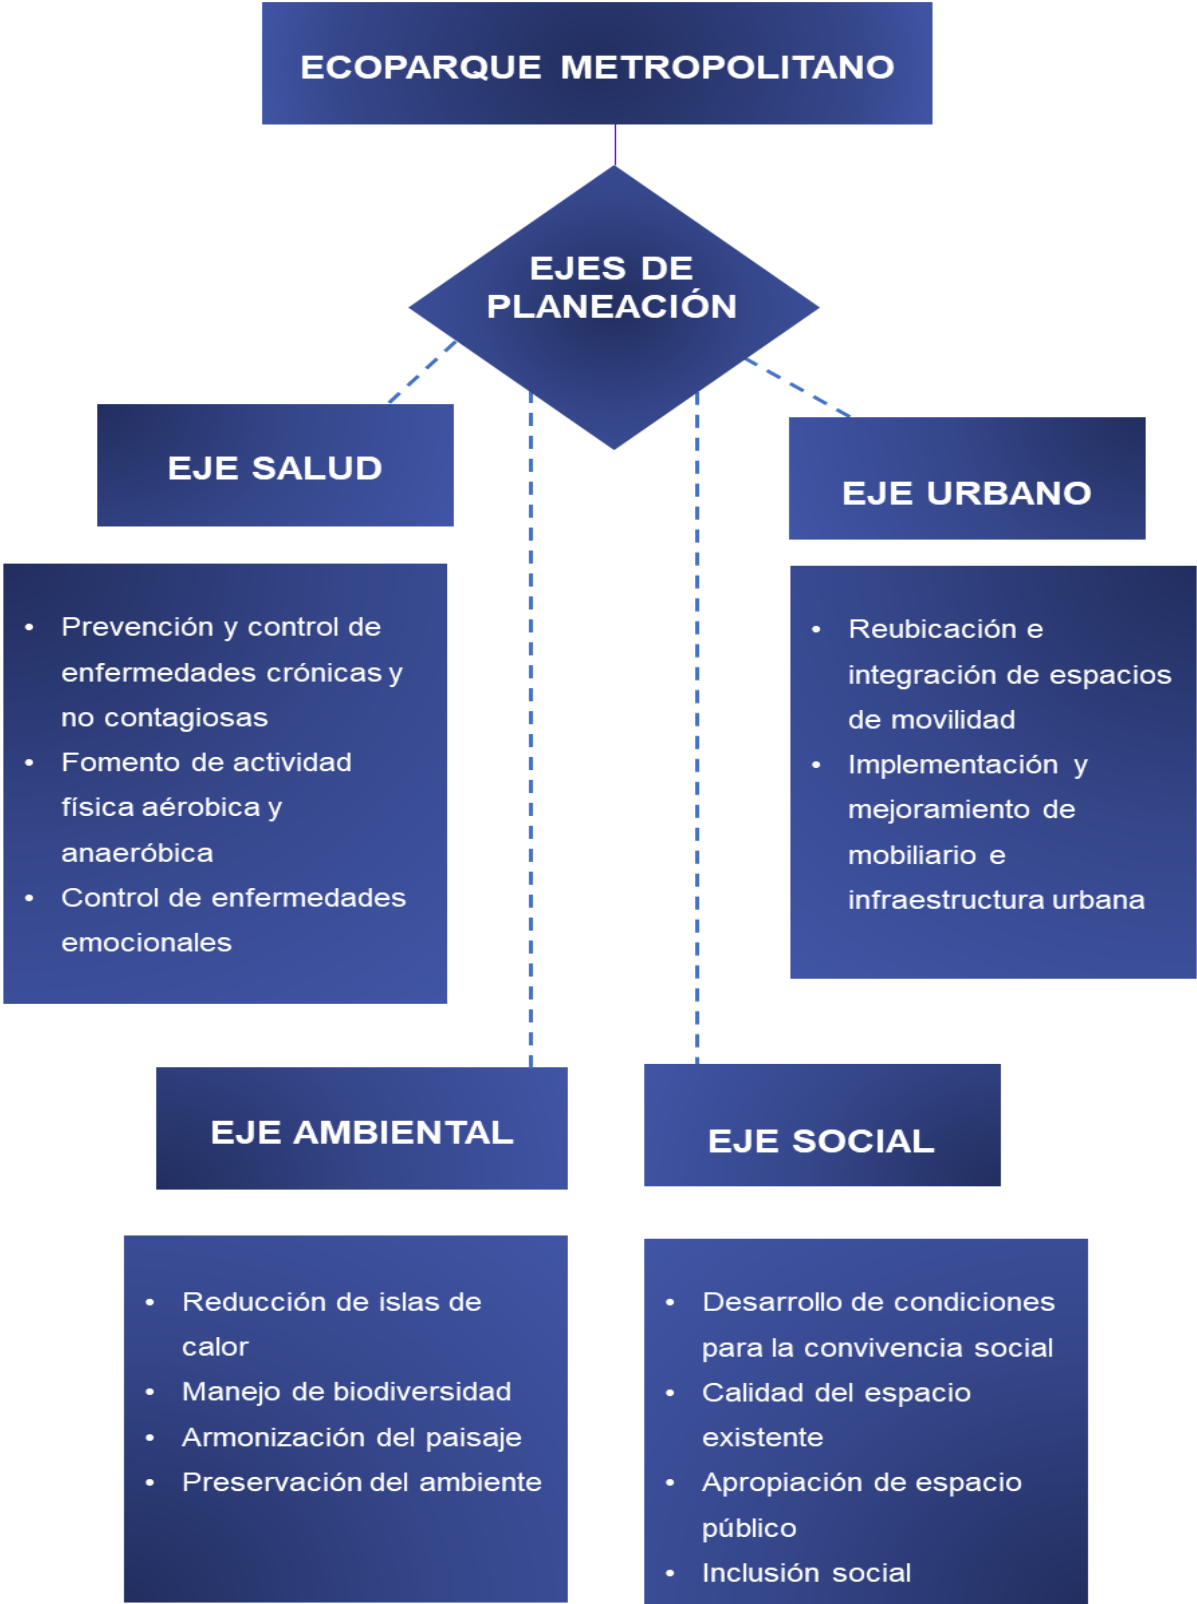 ECOPARQUE METROPOLITANO
EJES DE
PLANEACIÓN
EJE SALUD
• Prevención y control de
enfermedades crónicas y
no contagiosas
• Fomento de actividad
física aérobica y
anaeróbica
• Control de enfermedades
emocionales
EJE URBANO
• Reubicación e
integración de espacios
de movilidad
• Implementación y
mejoramiento de
mobiliario e
infraestructura urbana
EJE AMBIENTAL
• Reducción de islas de
calor
• Manejo de biodiversidad
• Armonización del paisaje
• Preservación del ambiente
EJE SOCIAL
• Desarrollo de condiciones
para la convivencia social
• Calidad del espacio
existente
• Apropiación de espacio
público
• Inclusión social